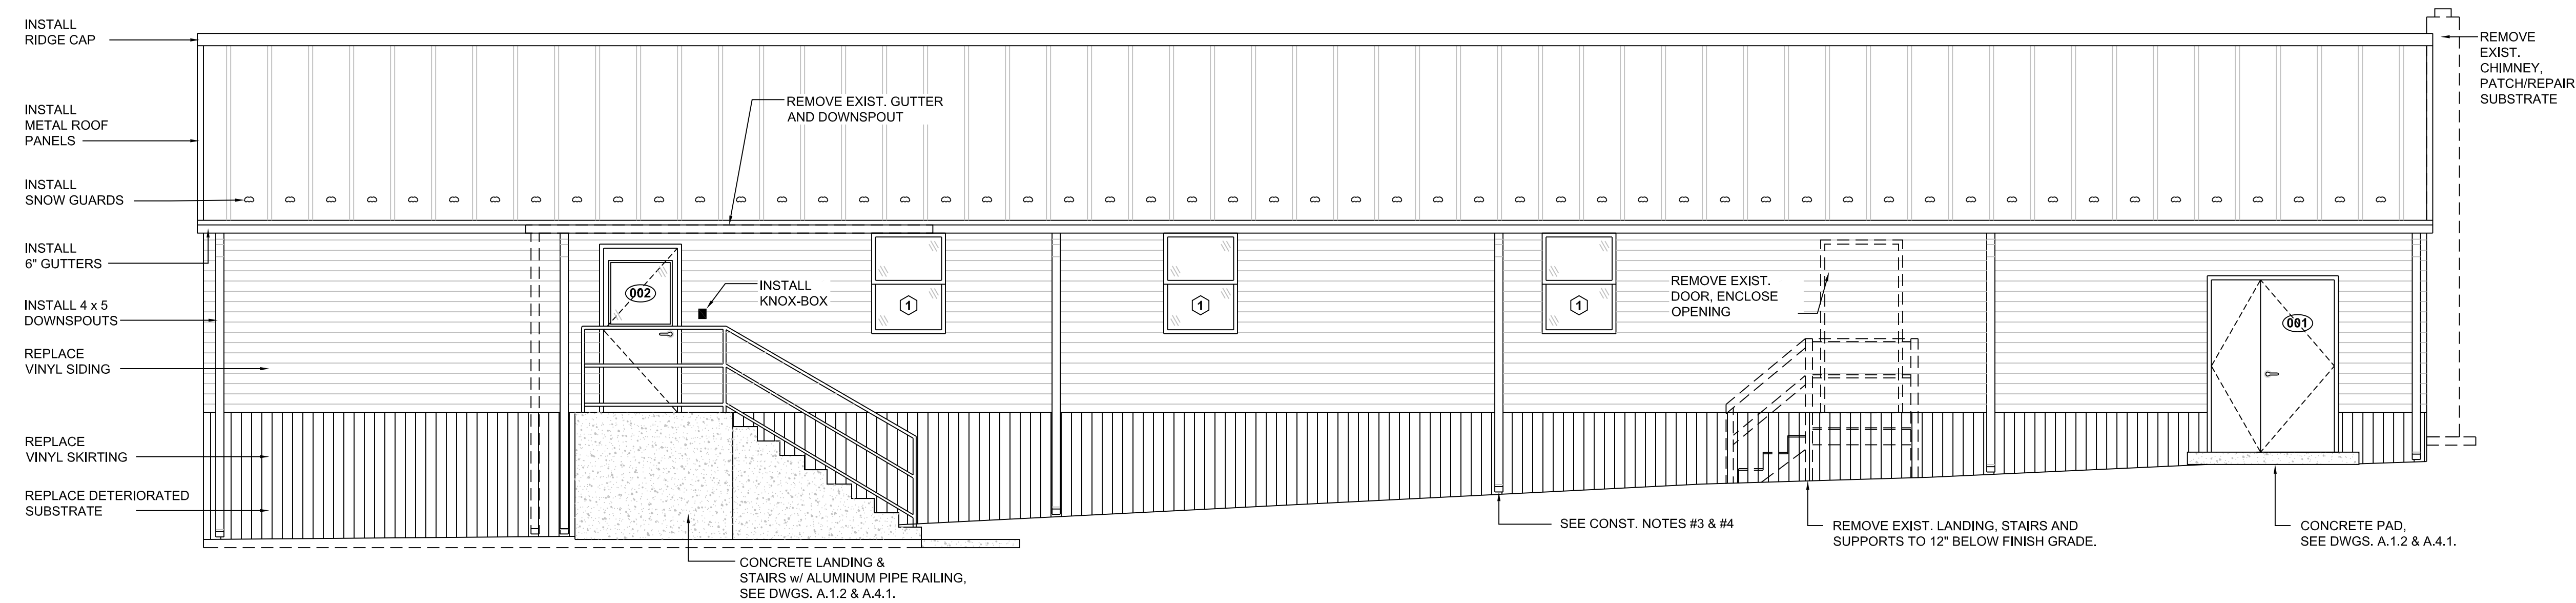 INSTALL
RIDGE CAP
INSTALL
METAL ROOF
PANELS
INSTALL
SNOW GUARDS
INSTALL
6" GUTTERS
INSTALL 4 x 5
DOWNSPOUTS
REPLACE
VINYL SIDING
REPLACE
VINYL SKIRTING
REPLACE DETERIORATED
SUBSTRATE
REMOVE EXIST. GUTTER
AND DOWNSPOUT
002
INSTALL
KNOX-BOX
1
1
1
REMOVE EXIST.
DOOR, ENCLOSE
OPENING
001
REMOVE
EXIST.
CHIMNEY,
PATCH/REPAIR
SUBSTRATE
CONCRETE LANDING &
STAIRS w/ ALUMINUM PIPE RAILING,
SEE DWGS. A.1.2 & A.4.1.
SEE CONST. NOTES #3 & #4
REMOVE EXIST. LANDING, STAIRS AND
SUPPORTS TO 12" BELOW FINISH GRADE.
CONCRETE PAD,
SEE DWGS. A.1.2 & A.4.1.